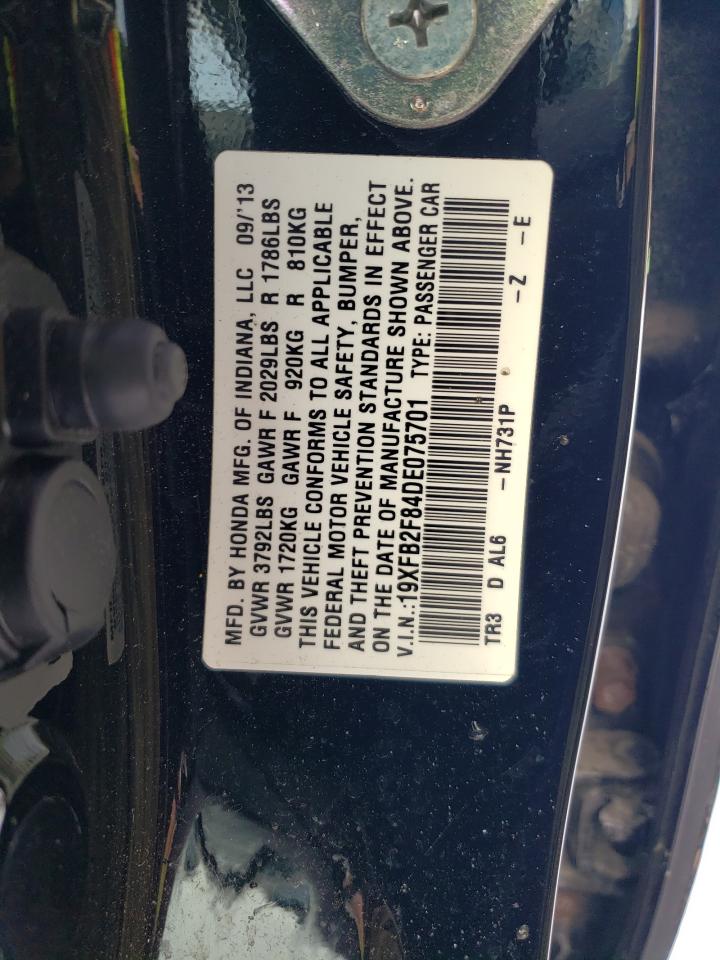 MFD. BY HONDA MFG. OF INDIANA, LLC 09/'13
GVWR 3792LBS GAWR F 2029LBS R 1786LBS
GVWR 1720KG GAWR F 920KG R 810KG
THIS VEHICLE CONFORMS TO ALL APPLICABLE
FEDERAL MOTOR VEHICLE SAFETY, BUMPER,
AND THEFT PREVENTION STANDARDS IN EFFECT
ON THE DATE OF MANUFACTURE SHOWN ABOVE.
V.I.N.:19XFB2F84DE075701 TYPE: PASSENGER CAR
TR3 D AL6 -NH731P -Z -E